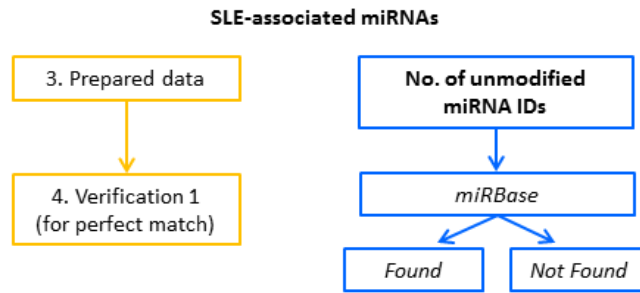 SLE-associated miRNAs
3. Prepared data
No. of unmodified
miRNA IDs
4. Verification 1
(for perfect match)
miRBase
Found
Not Found